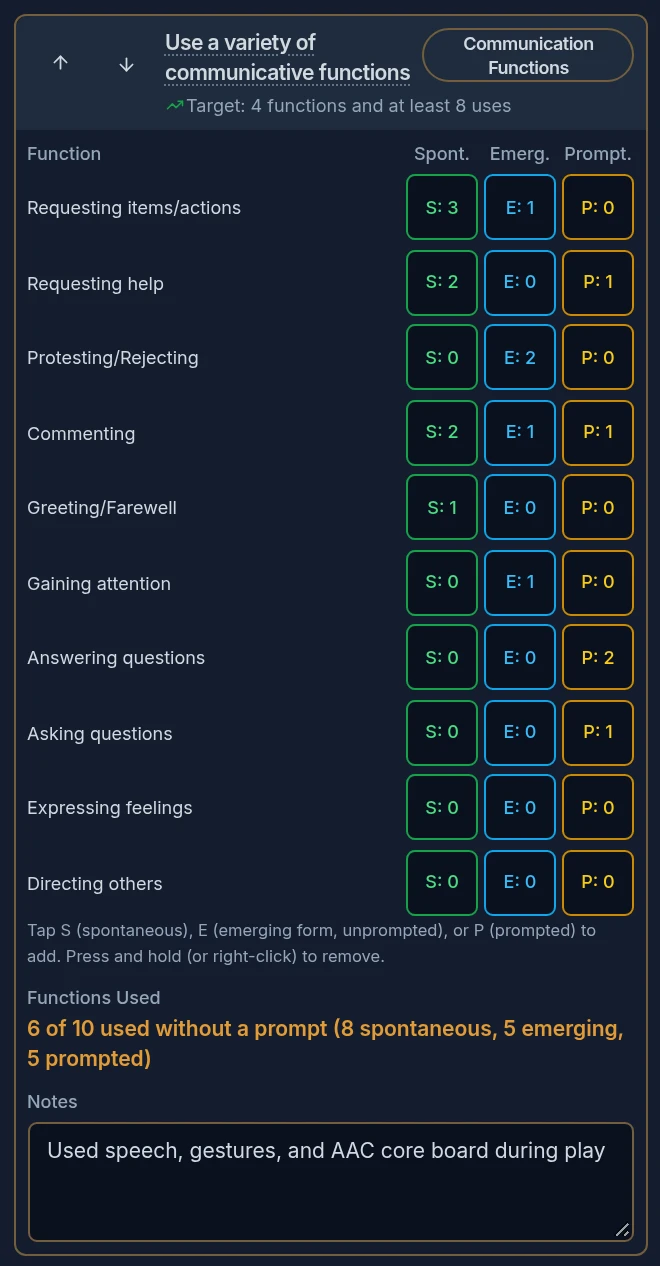 Use a variety of
communicative functions
Communication
Functions
Target: 4 functions and at least 8 uses
Function Spont. Emerg. Prompt.
Requesting items/actions S: 3 E: 1 P: 0
Requesting help S: 2 E: 0 P: 1
Protesting/Rejecting S: 0 E: 2 P: 0
Commenting S: 2 E: 1 P: 1
Greeting/Farewell S: 1 E: 0 P: 0
Gaining attention S: 0 E: 1 P: 0
Answering questions S: 0 E: 0 P: 2
Asking questions S: 0 E: 0 P: 1
Expressing feelings S: 0 E: 0 P: 0
Directing others S: 0 E: 0 P: 0
Tap S (spontaneous), E (emerging form, unprompted), or P (prompted) to
add. Press and hold (or right-click) to remove.
Functions Used
6 of 10 used without a prompt (8 spontaneous, 5 emerging,
5 prompted)
Notes
Used speech, gestures, and AAC core board during play